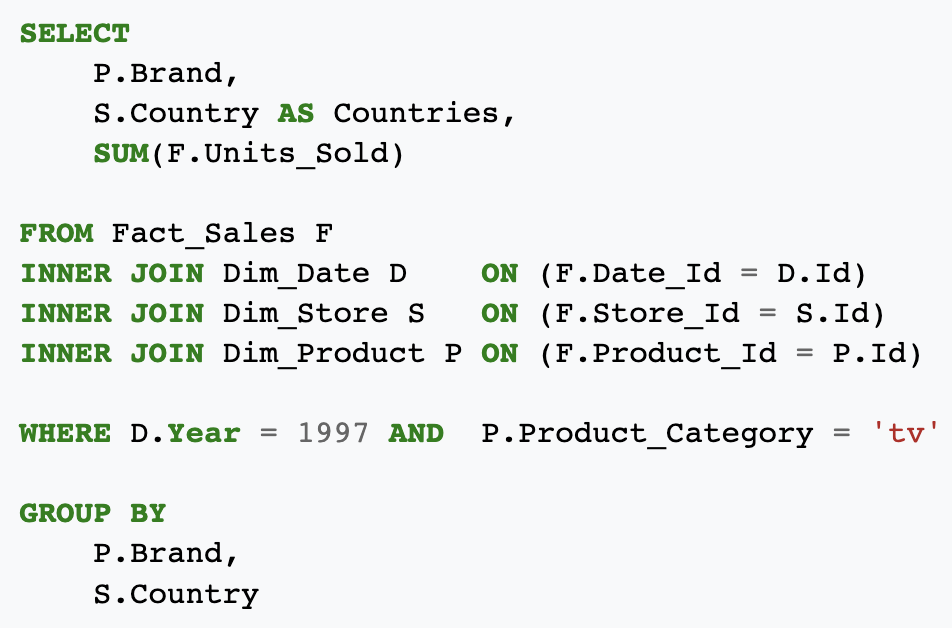 SELECT
    P.Brand,
    S.Country AS Countries,
    SUM(F.Units_Sold)

FROM Fact_Sales F
INNER JOIN Dim_Date D    ON (F.Date_Id = D.Id)
INNER JOIN Dim_Store S   ON (F.Store_Id = S.Id)
INNER JOIN Dim_Product P ON (F.Product_Id = P.Id)

WHERE D.Year = 1997 AND  P.Product_Category = 'tv'

GROUP BY
    P.Brand,
    S.Country